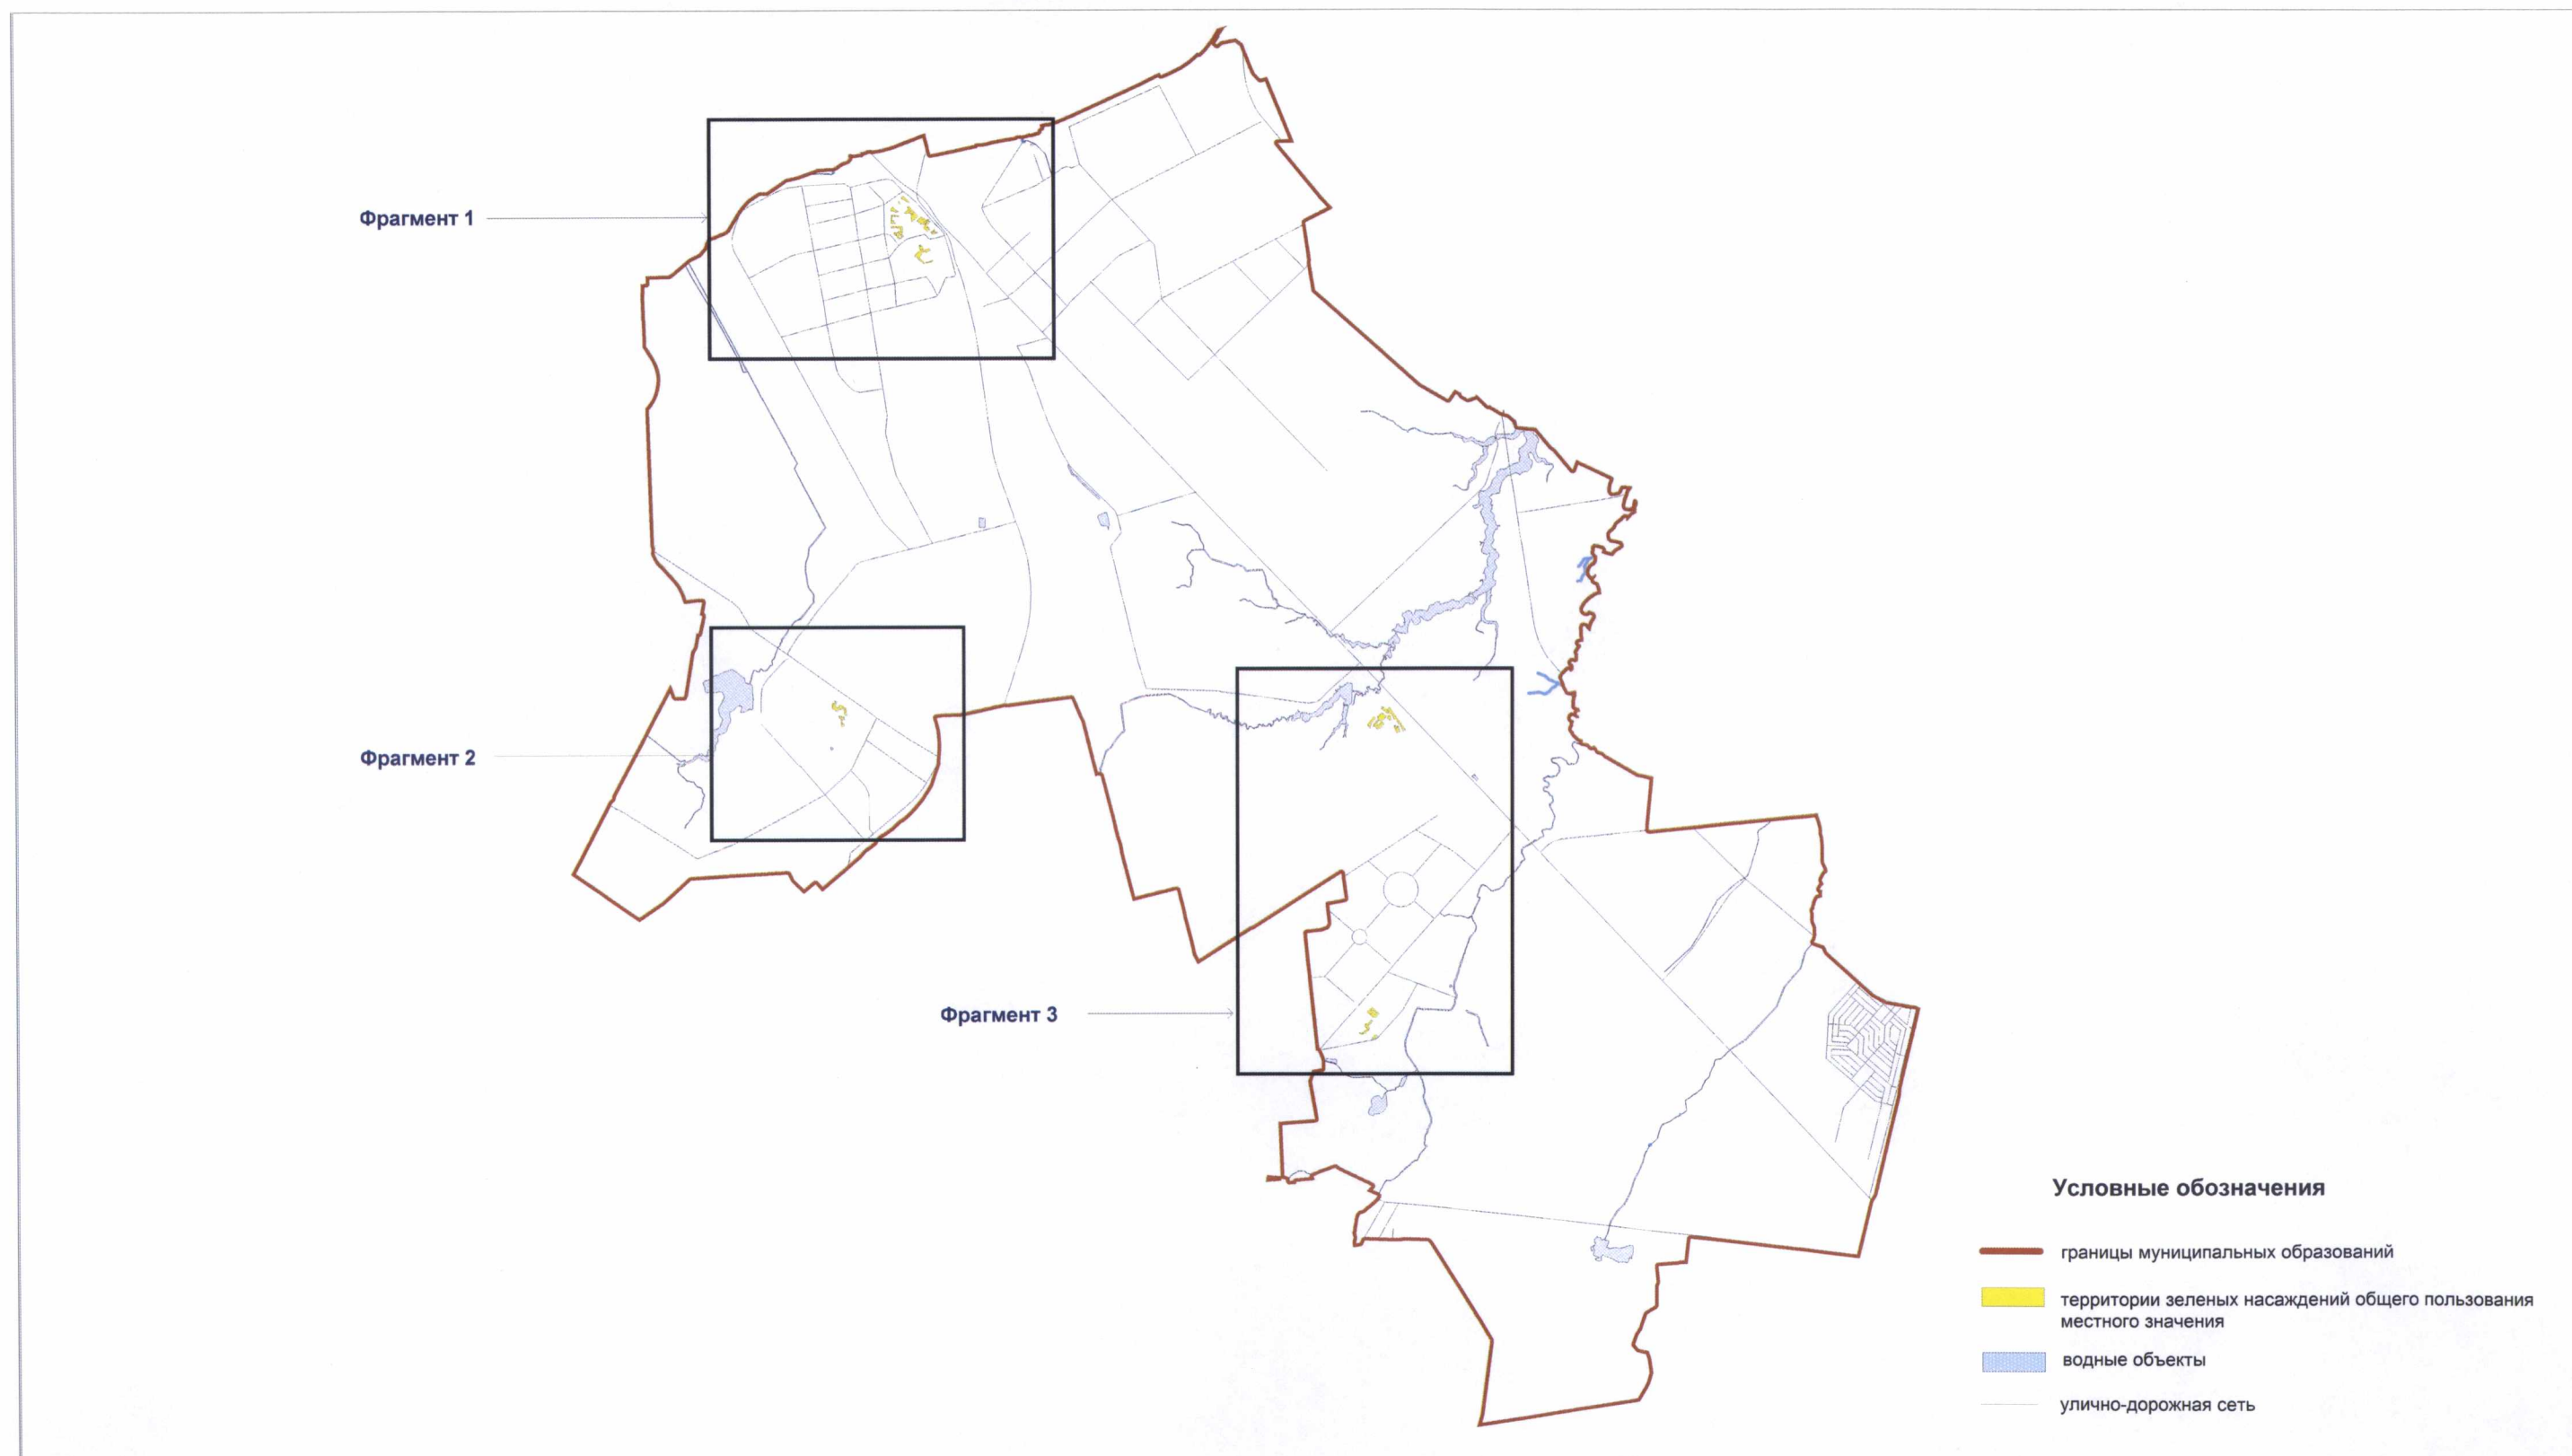 Фрагмент 1
Фрагмент 2
Фрагмент 3
Условные обозначения
границы муниципальных образований
территории зеленых насаждений общего пользования
местного значения
водные объекты
улично-дорожная сеть